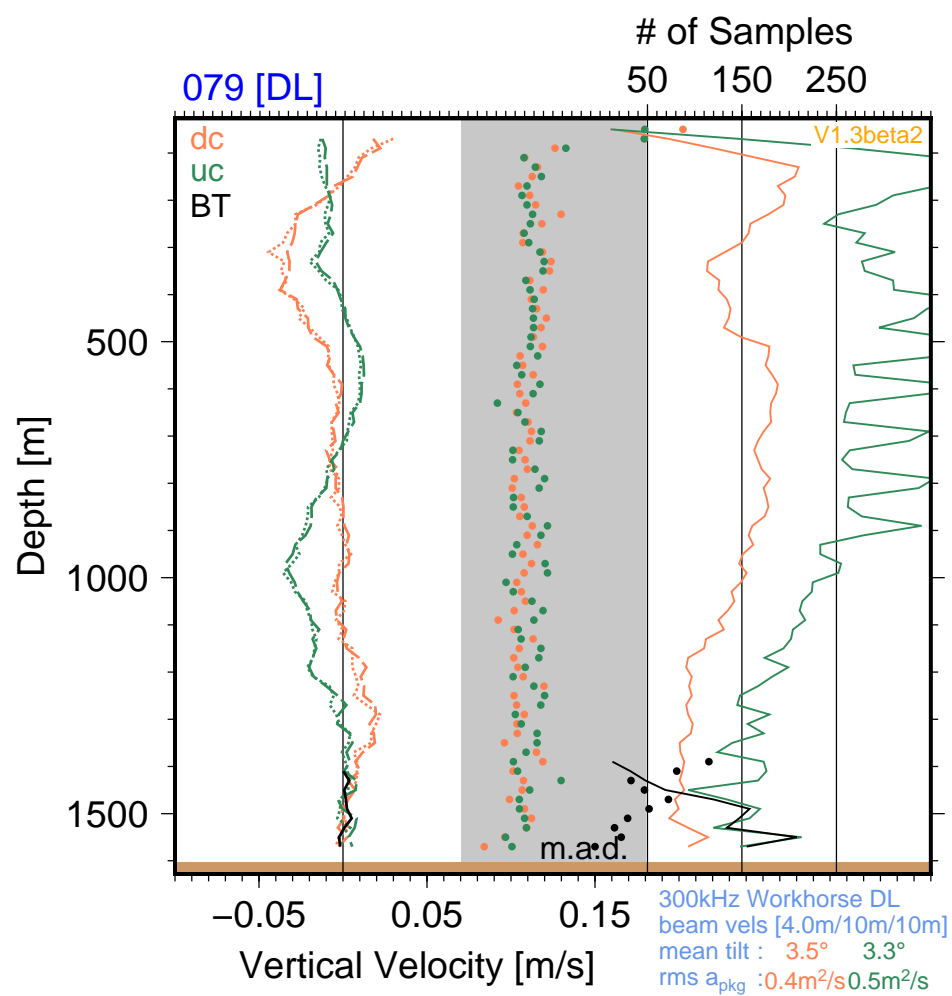 # of Samples
50 150 250
079 [DL]
dc
uc
BT
V1.3beta2
500
1000
1500
Depth [m]
m.a.d.
−0.05 0.05 0.15
Vertical Velocity [m/s]
300kHz Workhorse DL
beam vels [4.0m/10m/10m]
mean tilt : 3.5° 3.3°
rms a_pkg :0.4m²/s 0.5m²/s